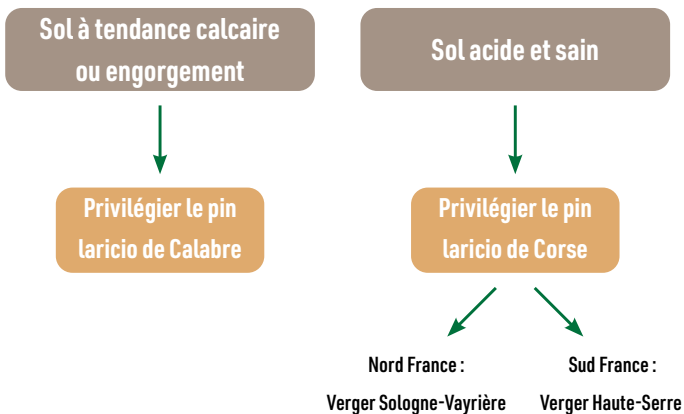 Sol à tendance calcaire
ou engorgement
Sol acide et sain
Privilégier le pin
laricio de Calabre
Privilégier le pin
laricio de Corse
Nord France :
Verger Sologne-Vayrière
Sud France :
Verger Haute-Serre